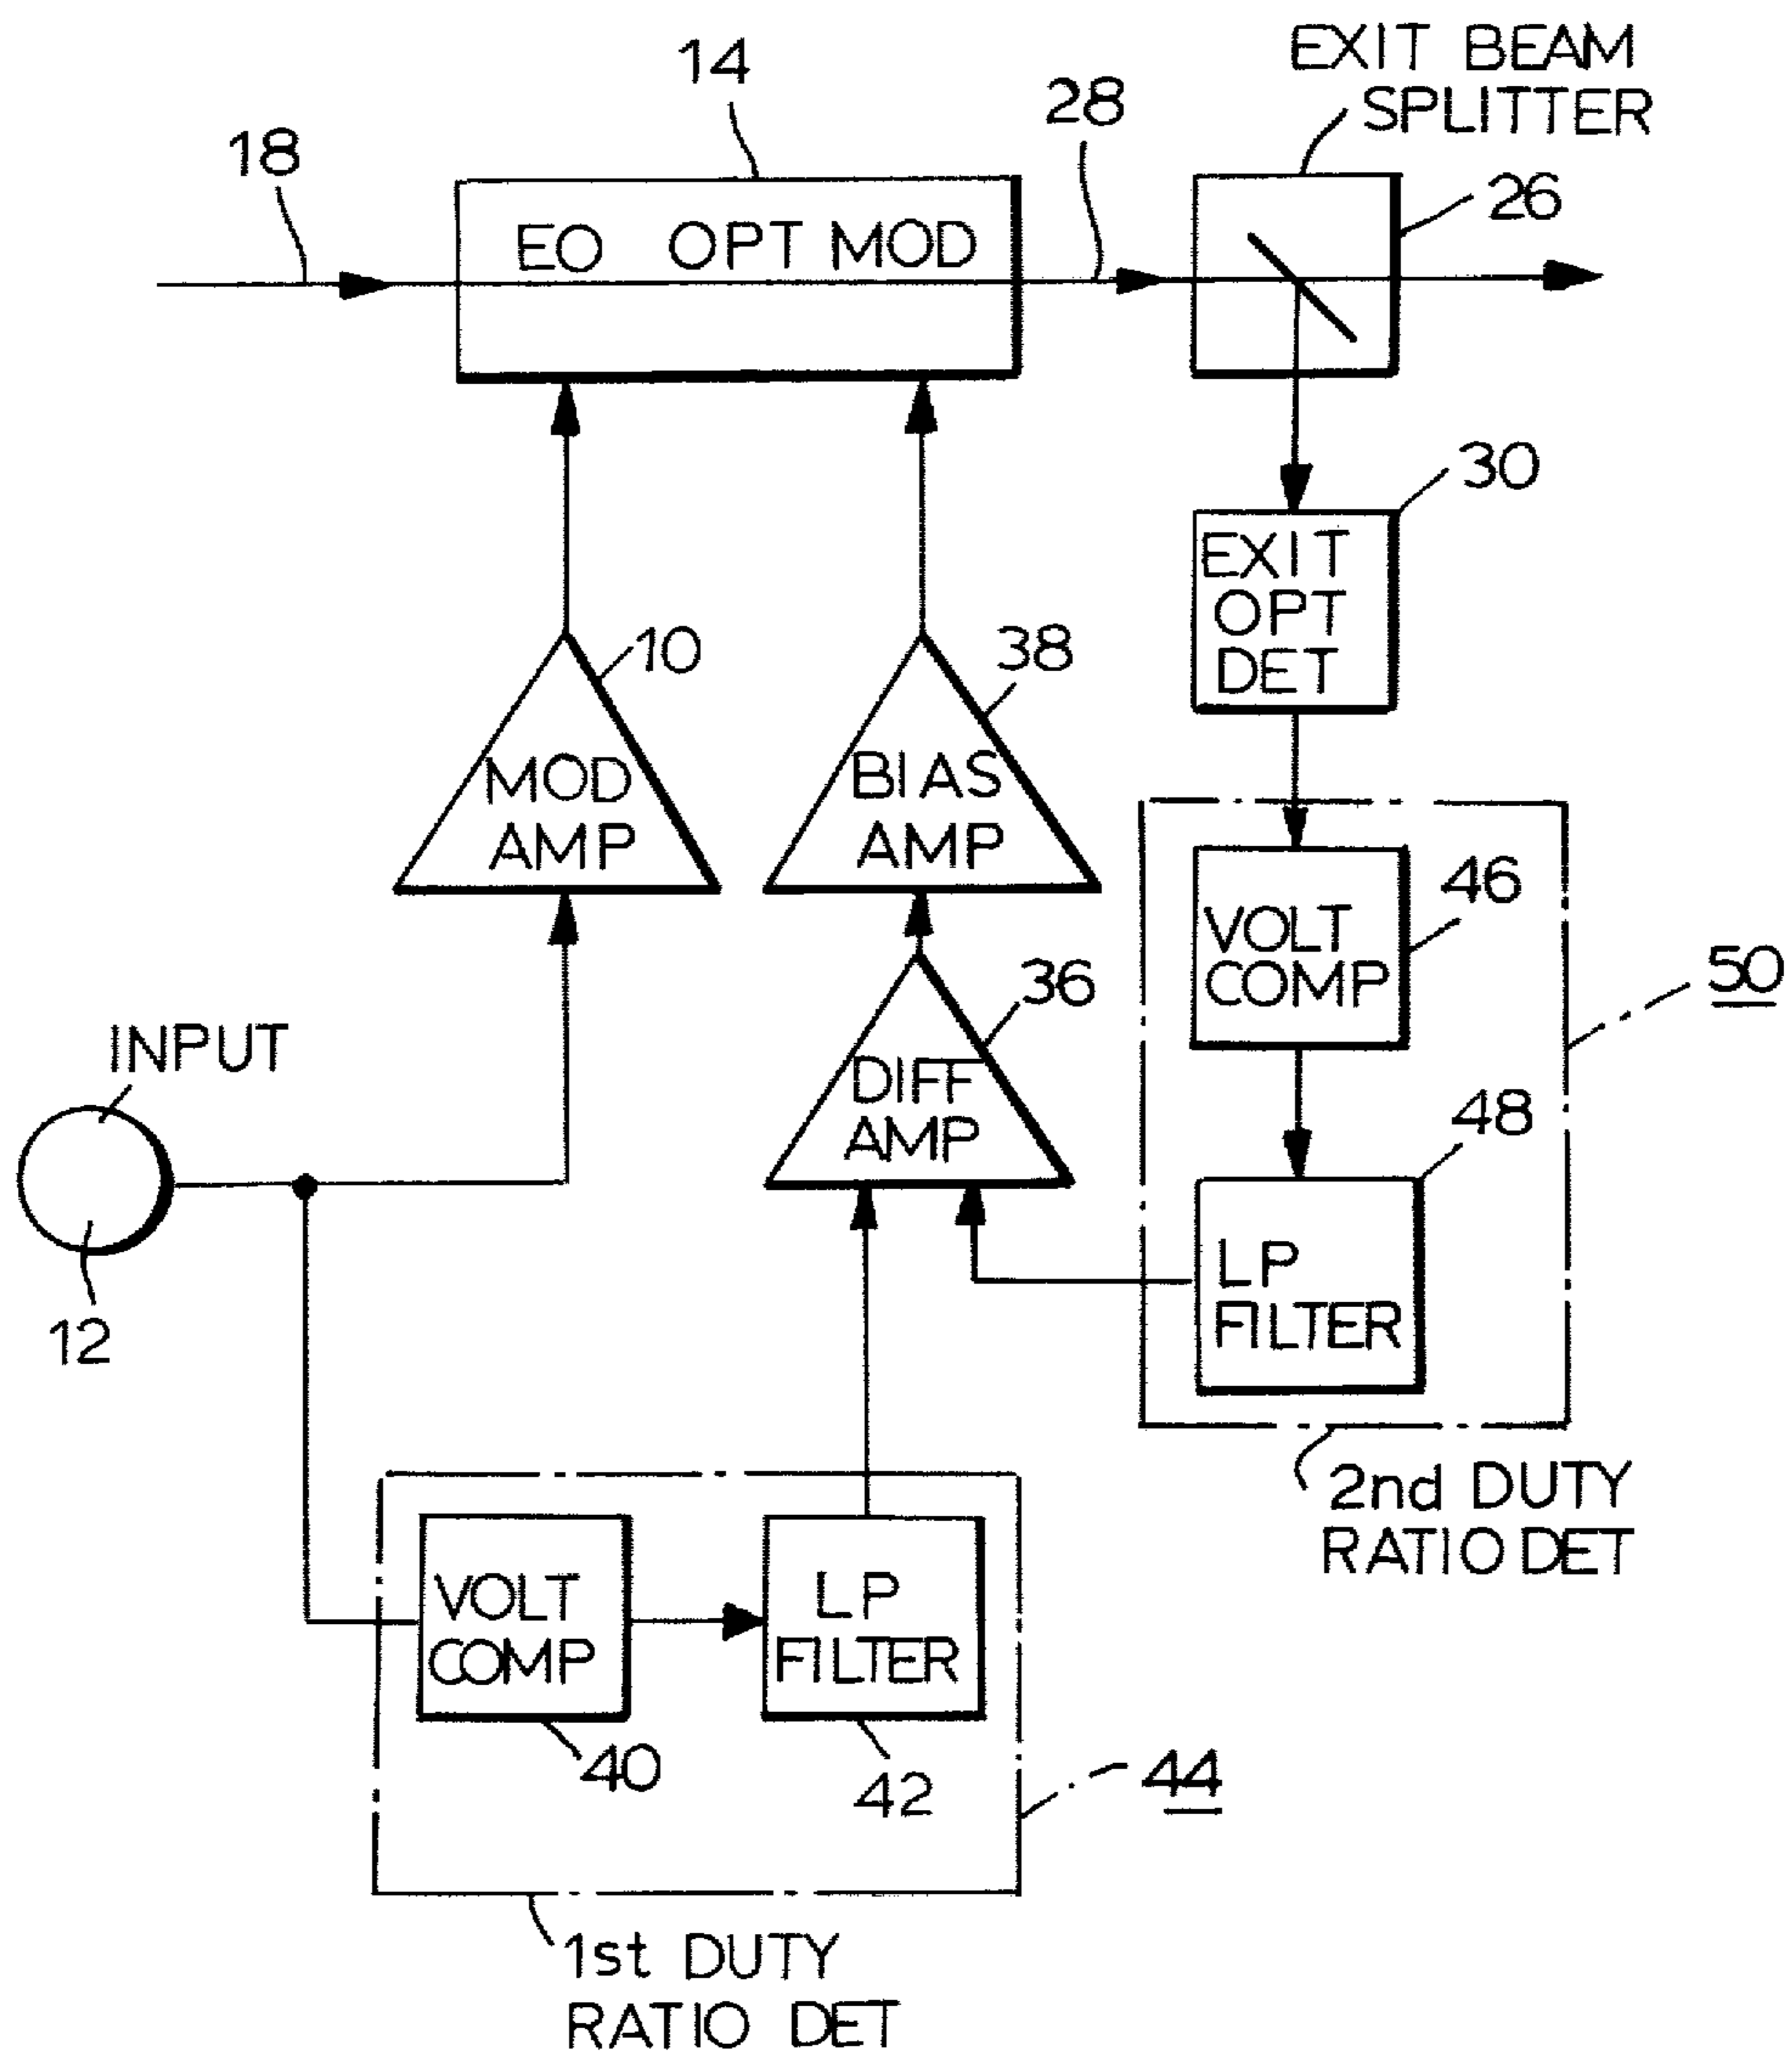 EXIT BEAM
SPLITTER
14
28
18
26
EO OPT MOD
30
EXIT
OPT
DET
10
38
MOD
AMP
BIAS
AMP
46
VOLT
COMP
50
36
INPUT
DIFF
AMP
48
LP
FILTER
12
2nd DUTY
RATIO DET
VOLT
COMP
LP
FILTER
40
42
44
1st DUTY
RATIO DET